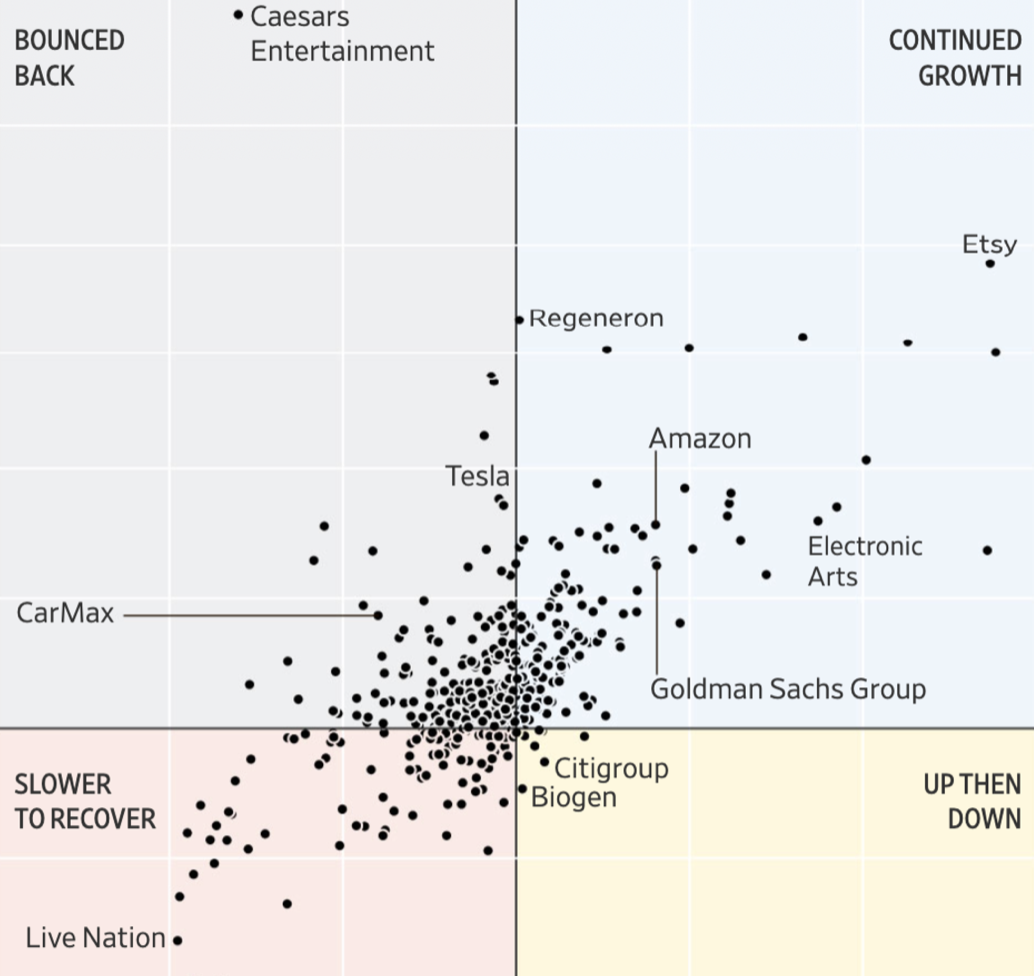 Caesars
Entertainment
BOUNCED
BACK
CONTINUED
GROWTH
Etsy
Regeneron
Amazon
Tesla
Electronic
Arts
CarMax
Goldman Sachs Group
Citigroup
Biogen
SLOWER
TO RECOVER
UP THEN
DOWN
Live Nation